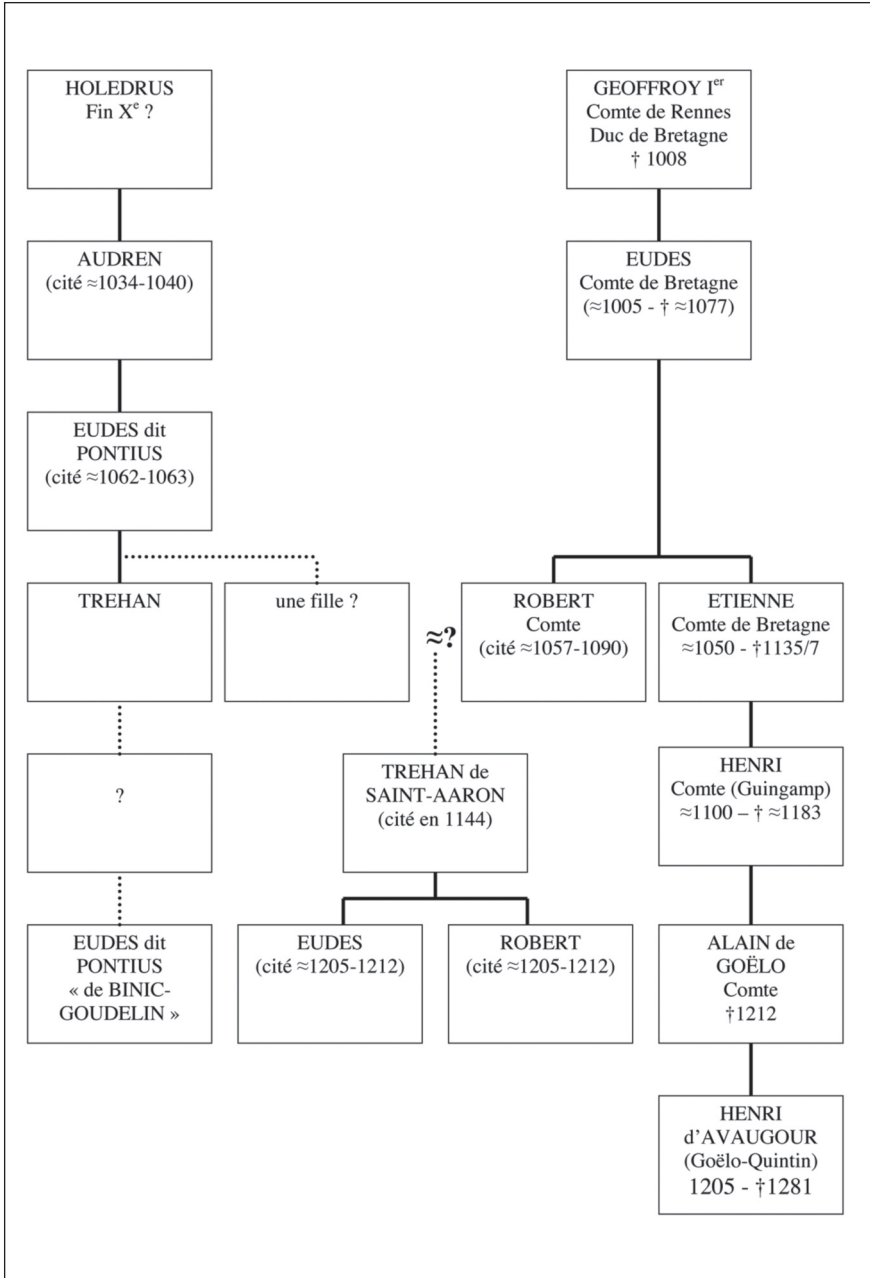 HOLEDRUS
Fin Xe ?
GEOFFROY Ier
Comte de Rennes
Duc de Bretagne
† 1008
AUDREN
(cité ≈1034-1040)
EUDES
Comte de Bretagne
(≈1005 - † ≈1077)
EUDES dit
PONTIUS
(cité ≈1062-1063)
TREHAN
une fille ?
≈?
ROBERT
Comte
(cité ≈1057-1090)
ETIENNE
Comte de Bretagne
≈1050 - †1135/7
?
TREHAN de
SAINT-AARON
(cité en 1144)
HENRI
Comte (Guingamp)
≈1100 – † ≈1183
EUDES dit
PONTIUS
« de BINIC-
GOUDELIN »
EUDES
(cité ≈1205-1212)
ROBERT
(cité ≈1205-1212)
ALAIN de
GOËLO
Comte
†1212
HENRI
d’AVAUGOUR
(Goëlo-Quintin)
1205 - †1281